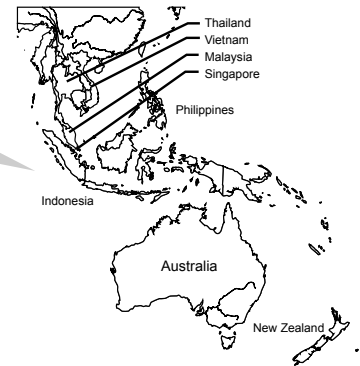 Thailand
Vietnam
Malaysia
Singapore
Philippines
Indonesia
Australia
New Zealand